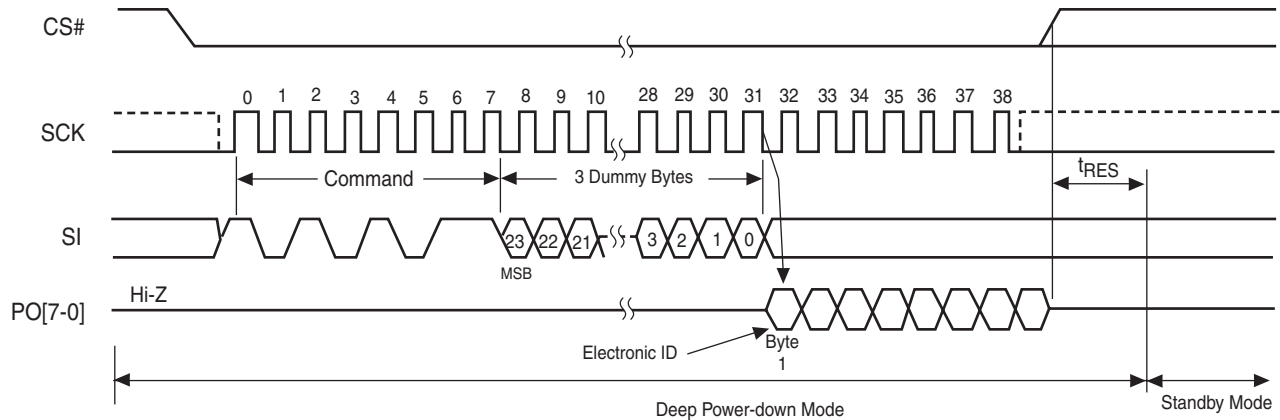 CS#
0 1 2 3 4 5 6 7 8 9 10 28 29 30 31 32 33 34 35 36 37 38
SCK
Command
3 Dummy Bytes
tRES
SI
23 22 21 3 2 1 0
MSB
Hi-Z
PO[7-0]
Electronic ID
Byte
1
Deep Power-down Mode
Standby Mode